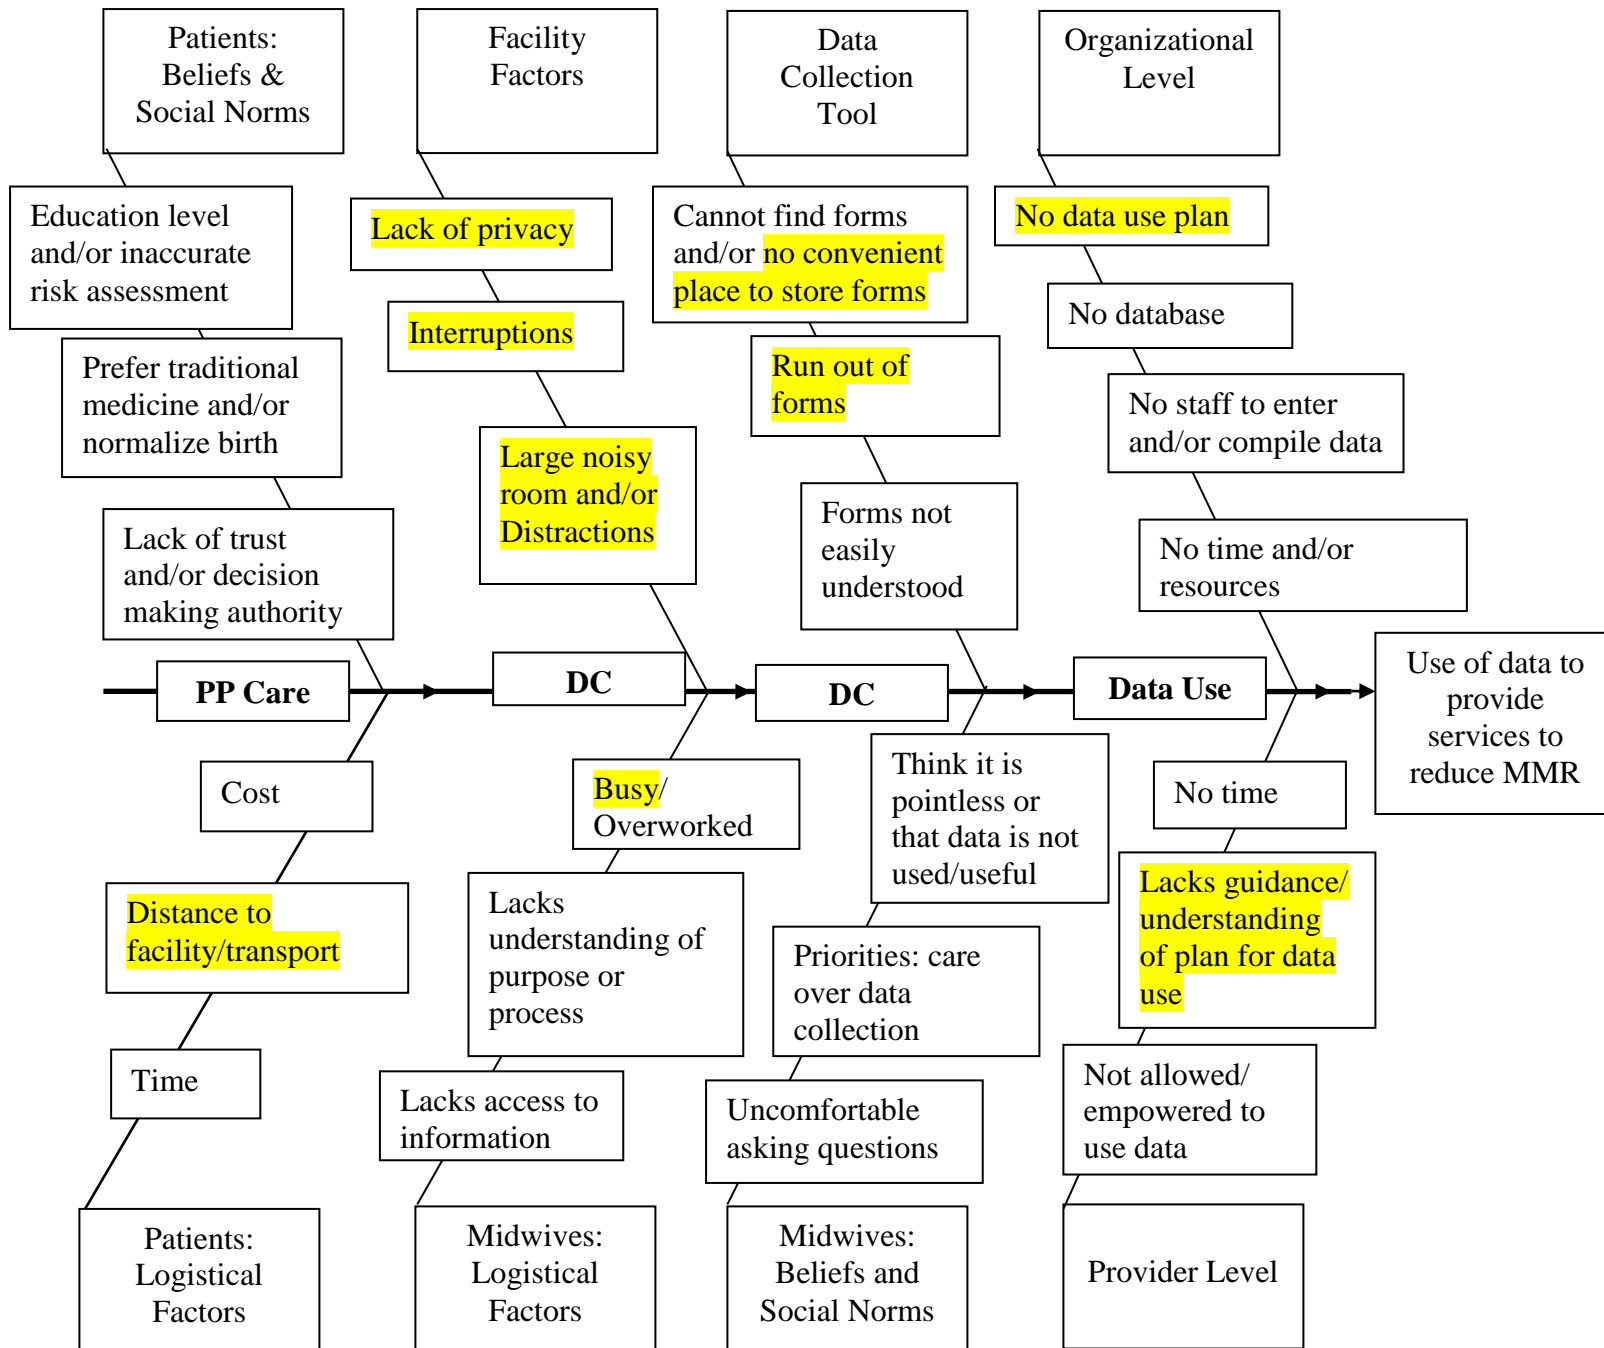 Patients:
Beliefs &
Social Norms
Facility
Factors
Data
Collection
Tool
Organizational
Level
Education level
and/or inaccurate
risk assessment
Prefer traditional
medicine and/or
normalize birth
Lack of trust
and/or decision
making authority
Lack of privacy
Interruptions
Large noisy
room and/or
Distractions
Cannot find forms
and/or no convenient
place to store forms
Run out of
forms
Forms not
easily
understood
No data use plan
No database
No staff to enter
and/or compile data
No time and/or
resources
PP Care
DC
DC
Data Use
Use of data to
provide
services to
reduce MMR
Cost
Distance to
facility/transport
Time
Busy/
Overworked
Lacks
understanding of
purpose or
process
Lacks access to
information
Think it is
pointless or
that data is not
used/useful
Priorities: care
over data
collection
Uncomfortable
asking questions
No time
Lacks guidance/
understanding
of plan for data
use
Not allowed/
empowered to
use data
Patients:
Logistical
Factors
Midwives:
Logistical
Factors
Midwives:
Beliefs and
Social Norms
Provider Level